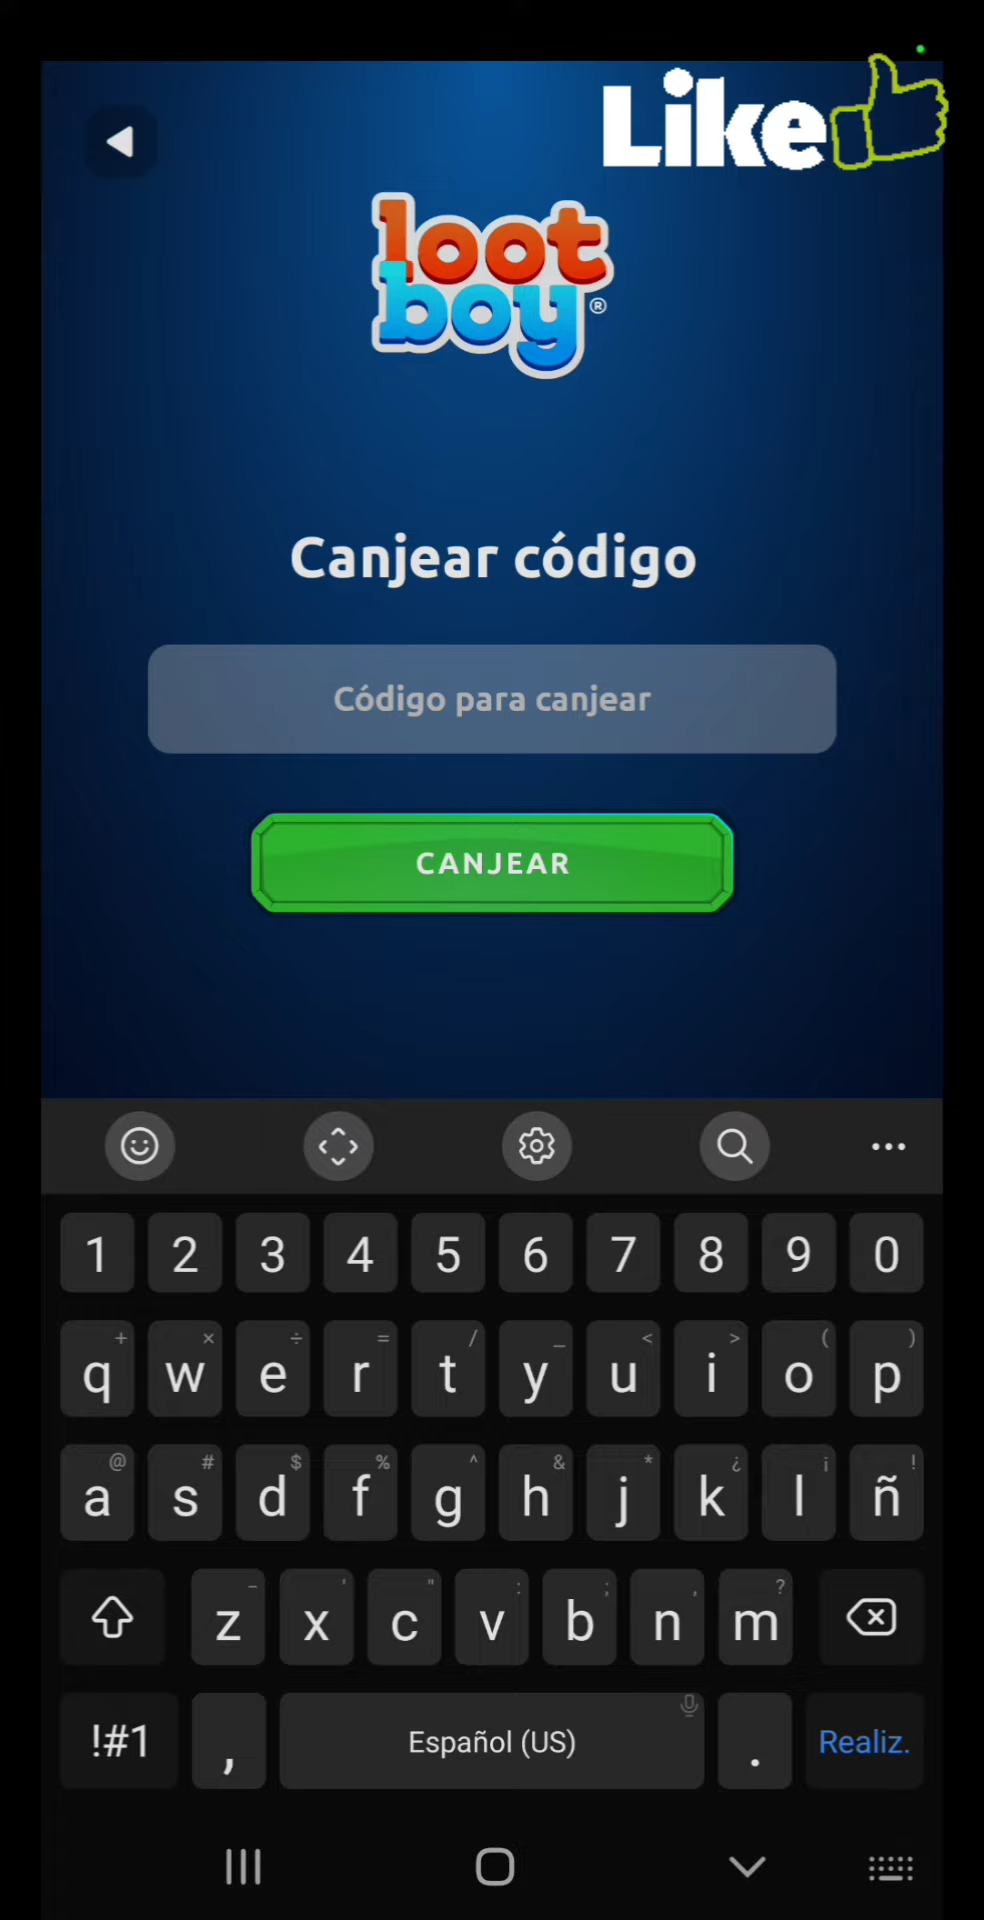 Like
loot
boy®
Canjear código
Código para canjear
CANJEAR
1 2 3 4 5 6 7 8 9 0
+ × ÷ = / _ < > ( )
q w e r t y u i o p
@ # $ % ^ & * ¿ ¡ !
a s d f g h j k l ñ
- ' " : ; , ?
z x c v b n m
!#1 , Español (US) . Realiz.